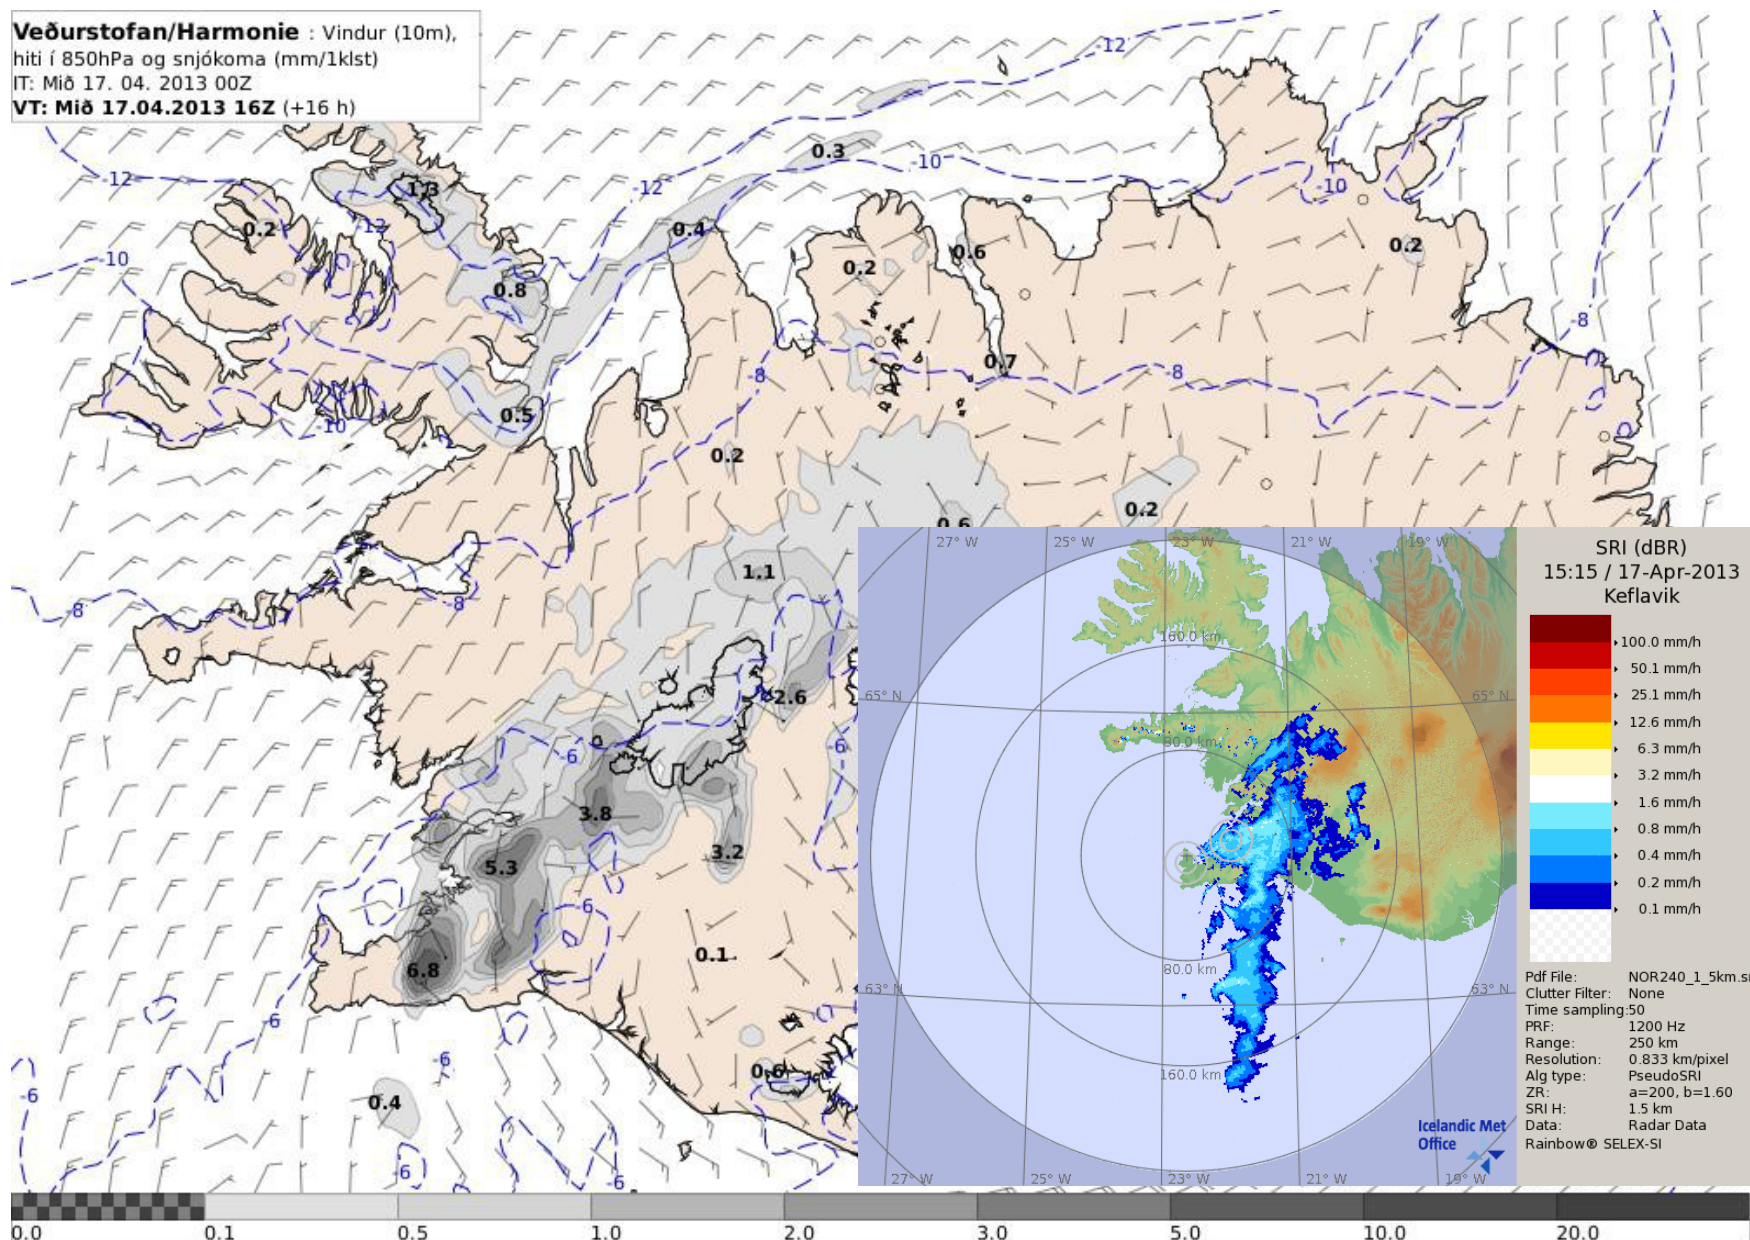 Veðurstofan/Harmonie : Vindur (10m),
hiti í 850hPa og snjókoma (mm/1klst)
IT: Mið 17. 04. 2013 00Z
VT: Mið 17.04.2013 16Z (+16 h)
-12
0.3
-10
-12
-12
1.3
-10
0.2
-12
0.4
0.6
0.2
0.2
-10
0.8
-8
0.7
-8
-8
0.5
-10
0.2
0.2
0.6
1.1
-8
-8
2.6
-6
-6
3.8
3.2
5.3
-6
0.1
6.8
-6
-6
0.6
-6
0.4
-6
-6
27° W
25° W
23° W
21° W
19° W
160.0 km
65° N
65° N
80.0 km
80.0 km
63° N
63° N
160.0 km
27° W
25° W
23° W
21° W
19° W
Icelandic Met
Office
SRI (dBR)
15:15 / 17-Apr-2013
Keflavik
100.0 mm/h
50.1 mm/h
25.1 mm/h
12.6 mm/h
6.3 mm/h
3.2 mm/h
1.6 mm/h
0.8 mm/h
0.4 mm/h
0.2 mm/h
0.1 mm/h
Pdf File: NOR240_1_5km.s
Clutter Filter: None
Time sampling:50
PRF: 1200 Hz
Range: 250 km
Resolution: 0.833 km/pixel
Alg type: PseudoSRI
ZR: a=200, b=1.60
SRI H: 1.5 km
Data: Radar Data
Rainbow® SELEX-SI
0.0 0.1 0.5 1.0 2.0 3.0 5.0 10.0 20.0